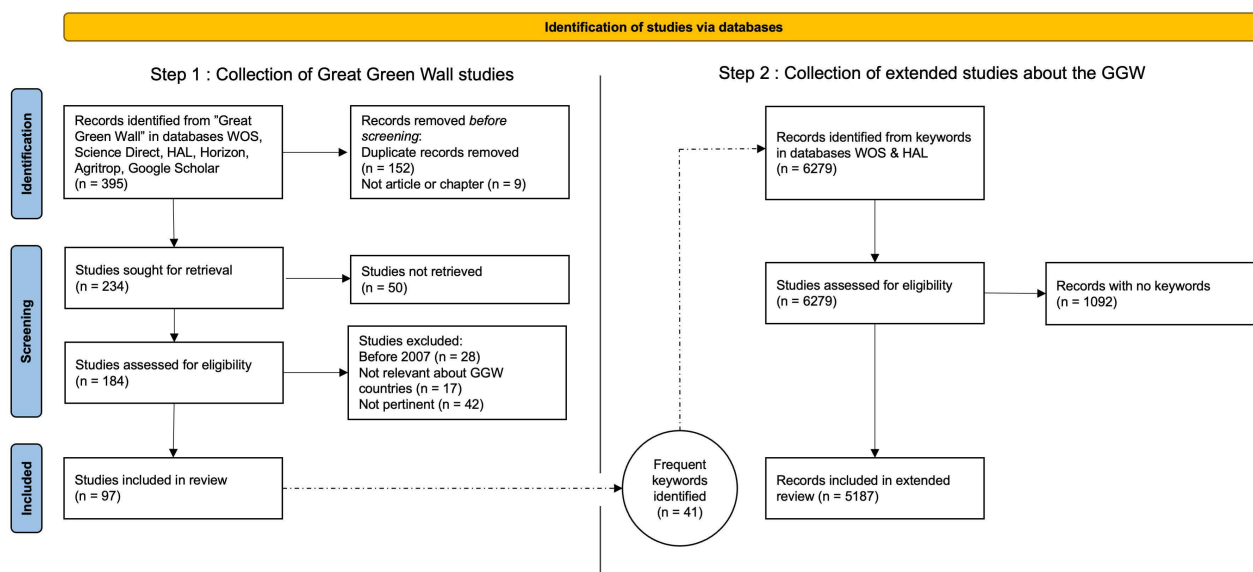 Identification of studies via databases
Step 1 : Collection of Great Green Wall studies
Step 2 : Collection of extended studies about the GGW
Identification
Records identified from ”Great
Green Wall” in databases WOS,
Science Direct, HAL, Horizon,
Agritrop, Google Scholar
(n = 395)
Records removed before
screening:
Duplicate records removed
(n = 152)
Not article or chapter (n = 9)
Records identified from keywords
in databases WOS & HAL
(n = 6279)
Screening
Studies sought for retrieval
(n = 234)
Studies not retrieved
(n = 50)
Studies assessed for eligibility
(n = 6279)
Records with no keywords
(n = 1092)
Studies assessed for eligibility
(n = 184)
Studies excluded:
Before 2007 (n = 28)
Not relevant about GGW
countries (n = 17)
Not pertinent (n = 42)
Included
Studies included in review
(n = 97)
Frequent
keywords
identified
(n = 41)
Records included in extended
review (n = 5187)